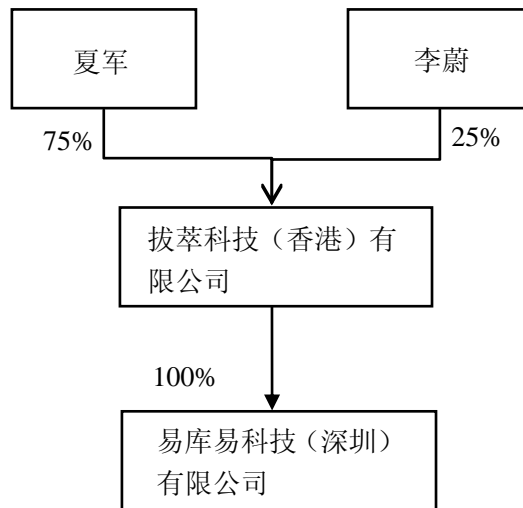 夏军
李蔚
75%
25%
拔萃科技（香港）有
限公司
100%
易库易科技（深圳）
有限公司